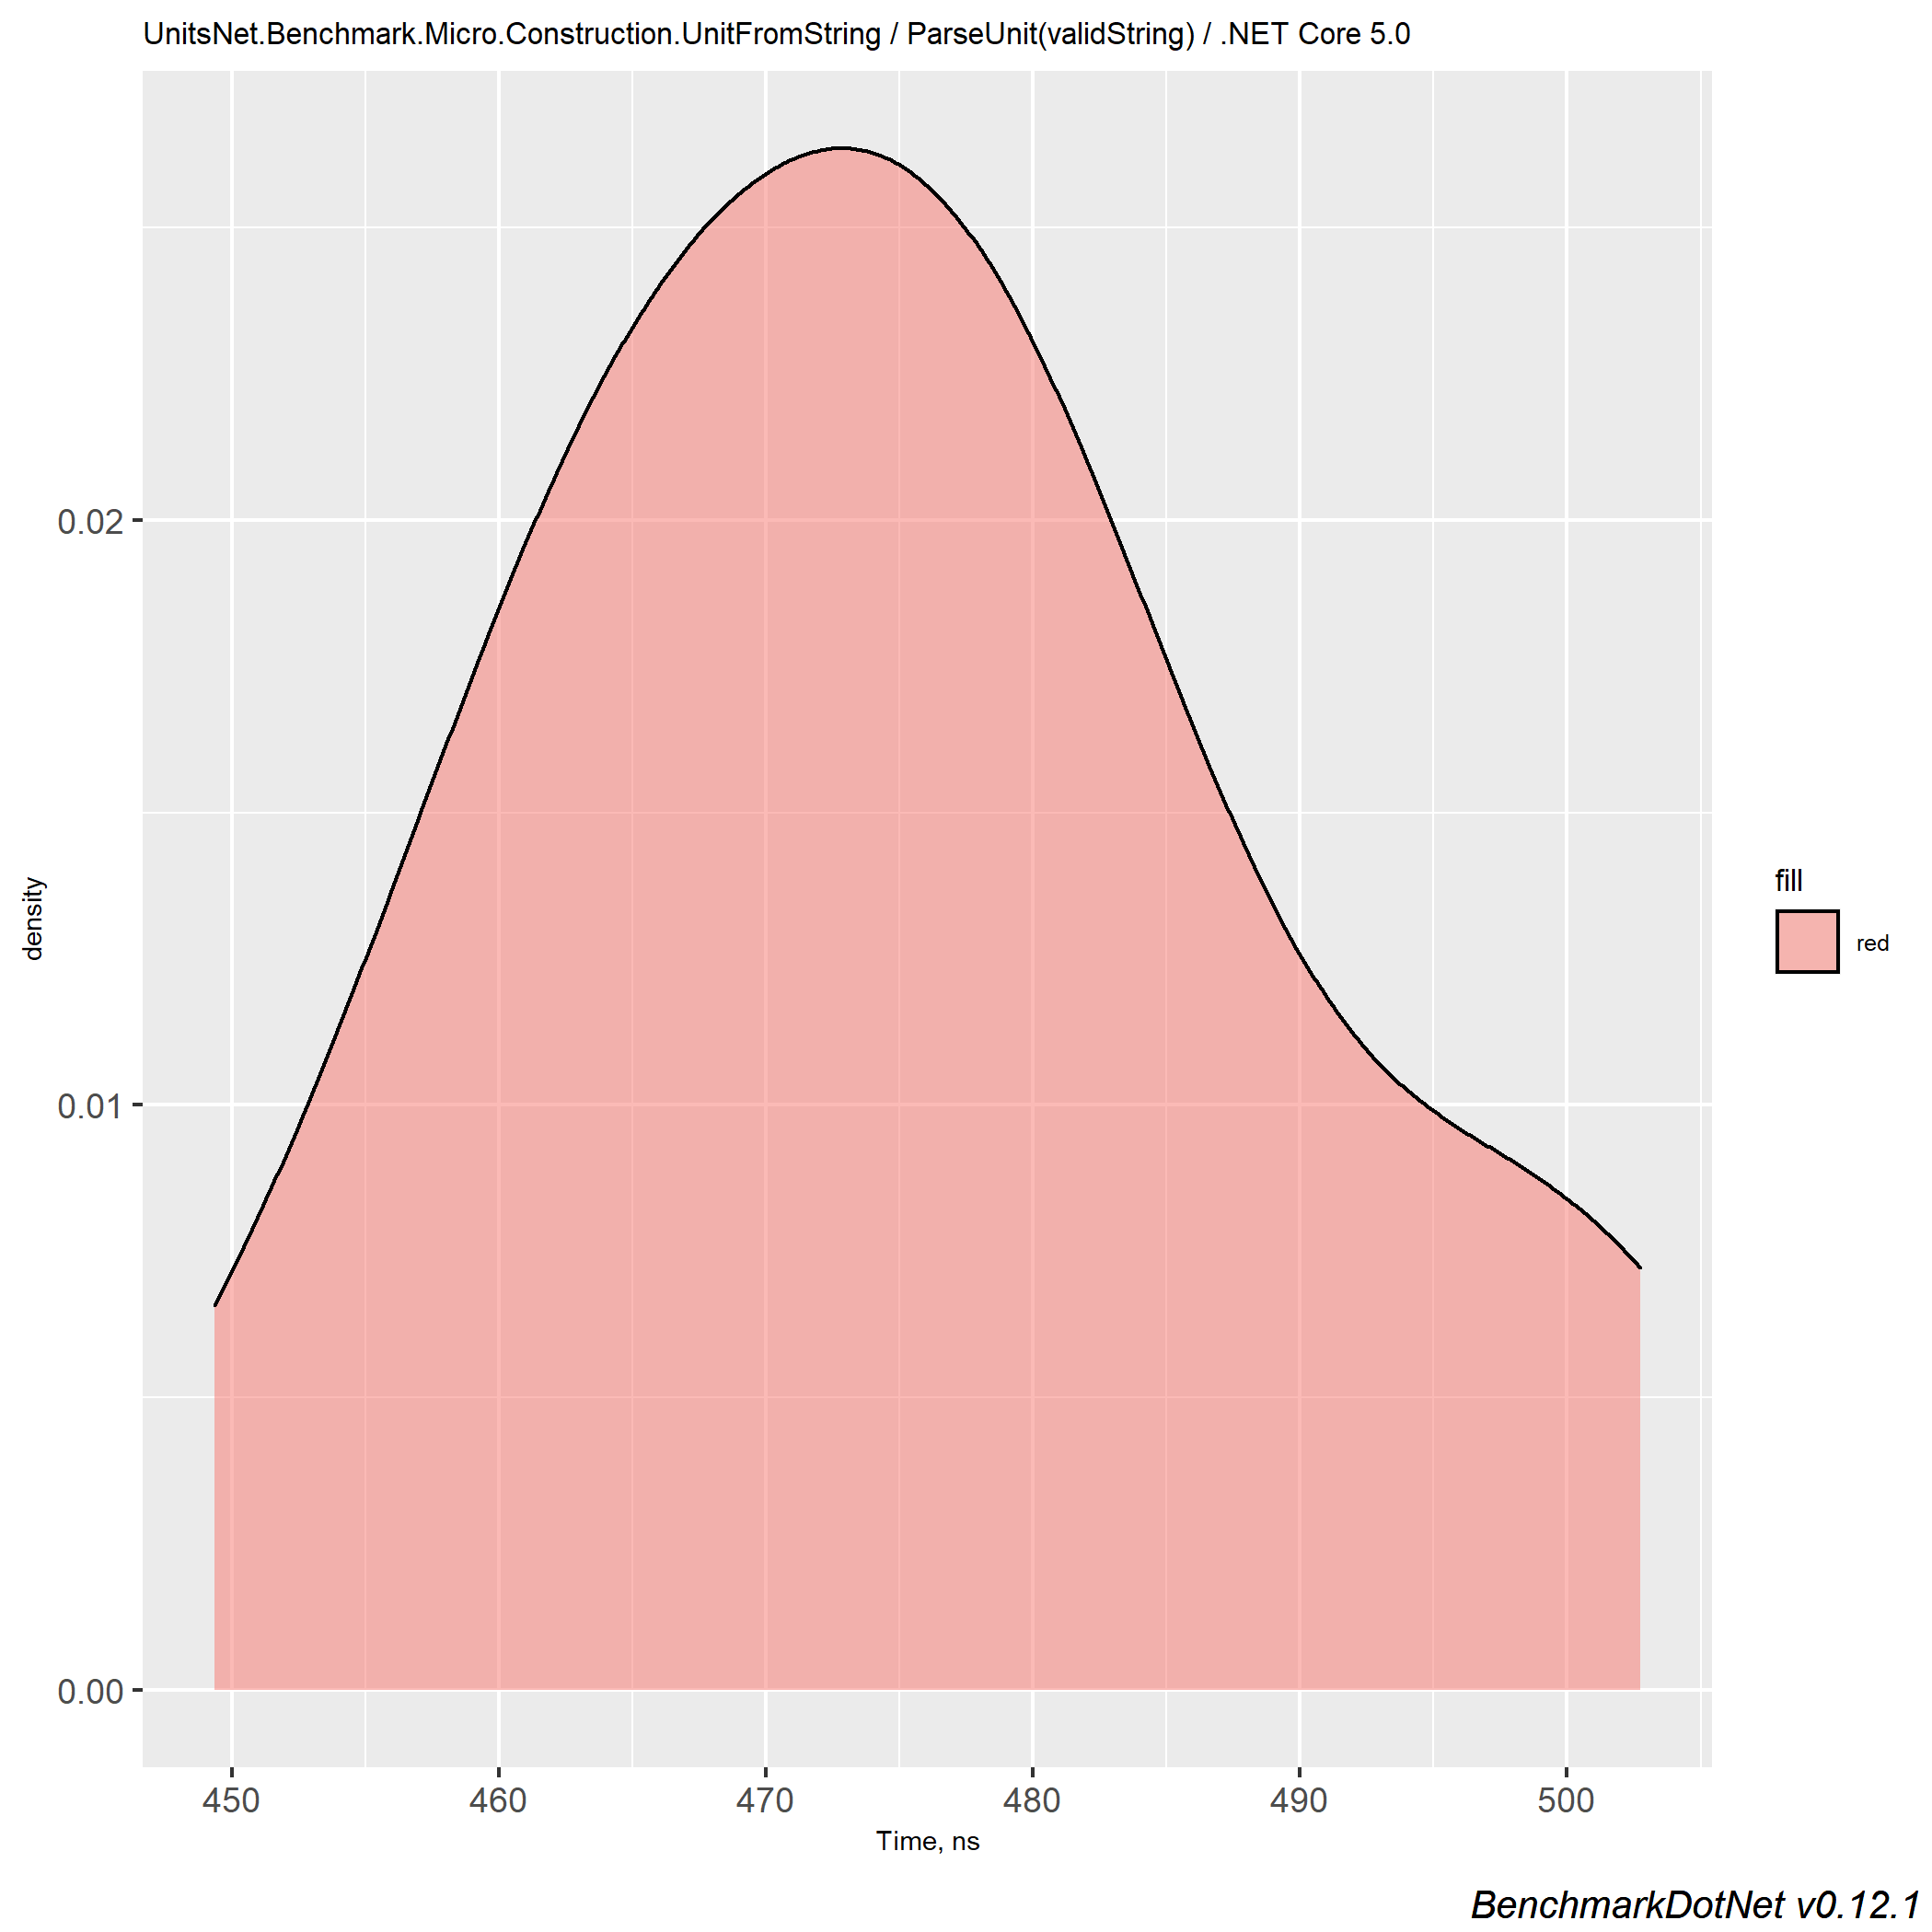 UnitsNet.Benchmark.Micro.Construction.UnitFromString / ParseUnit(validString) / .NET Core 5.0
density
0.02
0.01
0.00
450 460 470 480 490 500
Time, ns
fill
red
BenchmarkDotNet v0.12.1